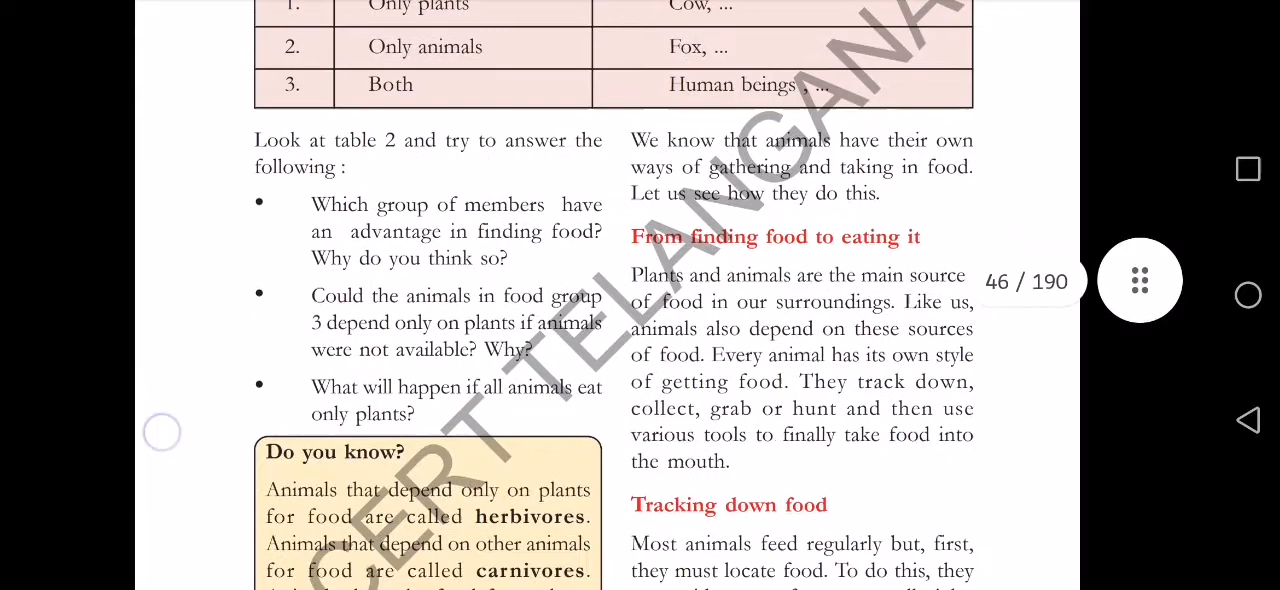 1. Only plants Cow, ...
2. Only animals Fox, ...
3. Both Human beings , ...
Look at table 2 and try to answer the
following :
• Which group of members have
an advantage in finding food?
Why do you think so?
• Could the animals in food group
3 depend only on plants if animals
were not available? Why?
• What will happen if all animals eat
only plants?
Do you know?
Animals that depend only on plants
for food are called herbivores.
Animals that depend on other animals
for food are called carnivores.
We know that animals have their own
ways of gathering and taking in food.
Let us see how they do this.
From finding food to eating it
Plants and animals are the main source
of food in our surroundings. Like us,
animals also depend on these sources
of food. Every animal has its own style
of getting food. They track down,
collect, grab or hunt and then use
various tools to finally take food into
the mouth.
Tracking down food
Most animals feed regularly but, first,
they must locate food. To do this, they
46 / 190
CERT TELANGANA